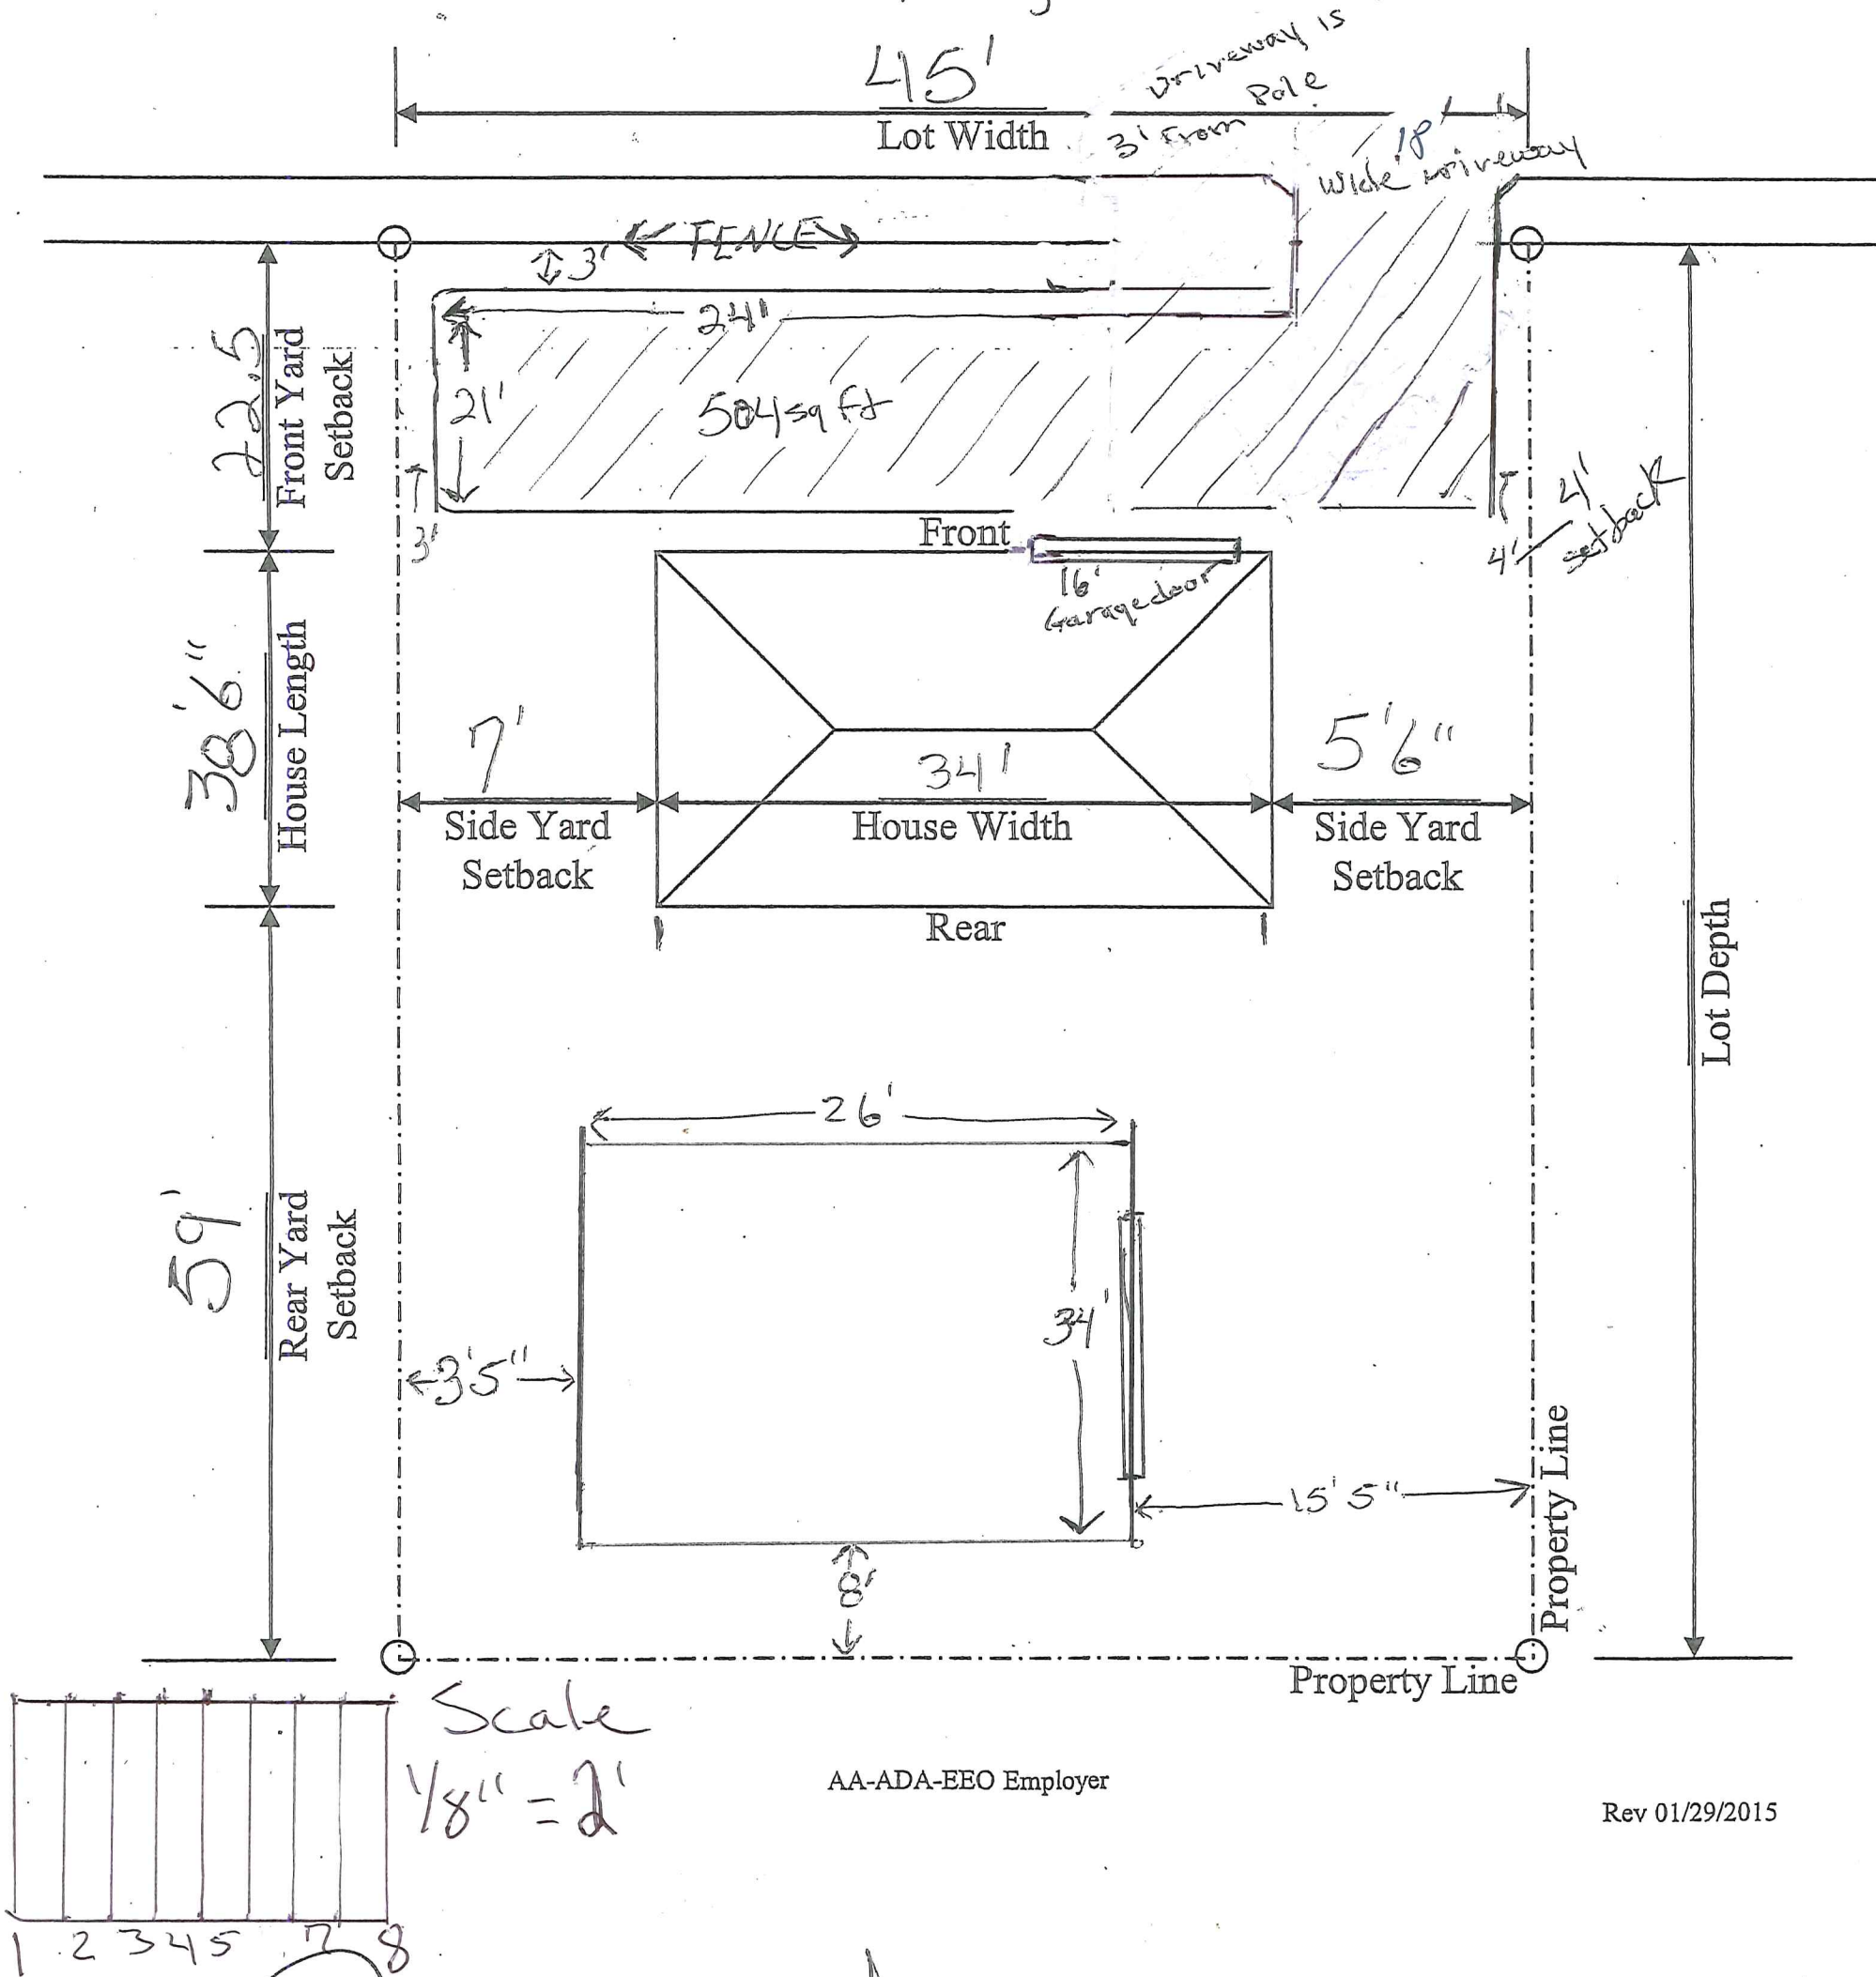 45'
Lot Width
Driveway is
3' From Pole
18'
Wide Driveway
FENCE
3'
24'
21'
504 sq ft
22.5
Front Yard
Setback
3'
Front
16'
Garage door
4'
4'
setback
38'6"
House Length
7'
Side Yard
Setback
34'
House Width
5'6"
Side Yard
Setback
Rear
Lot Depth
26'
34'
59'
Rear Yard
Setback
3'5"
15'5"
8'
Property Line
Property Line
Scale
1/8" = 2'
AA-ADA-EEO Employer
Rev 01/29/2015
1 2 3 4 5 7 8